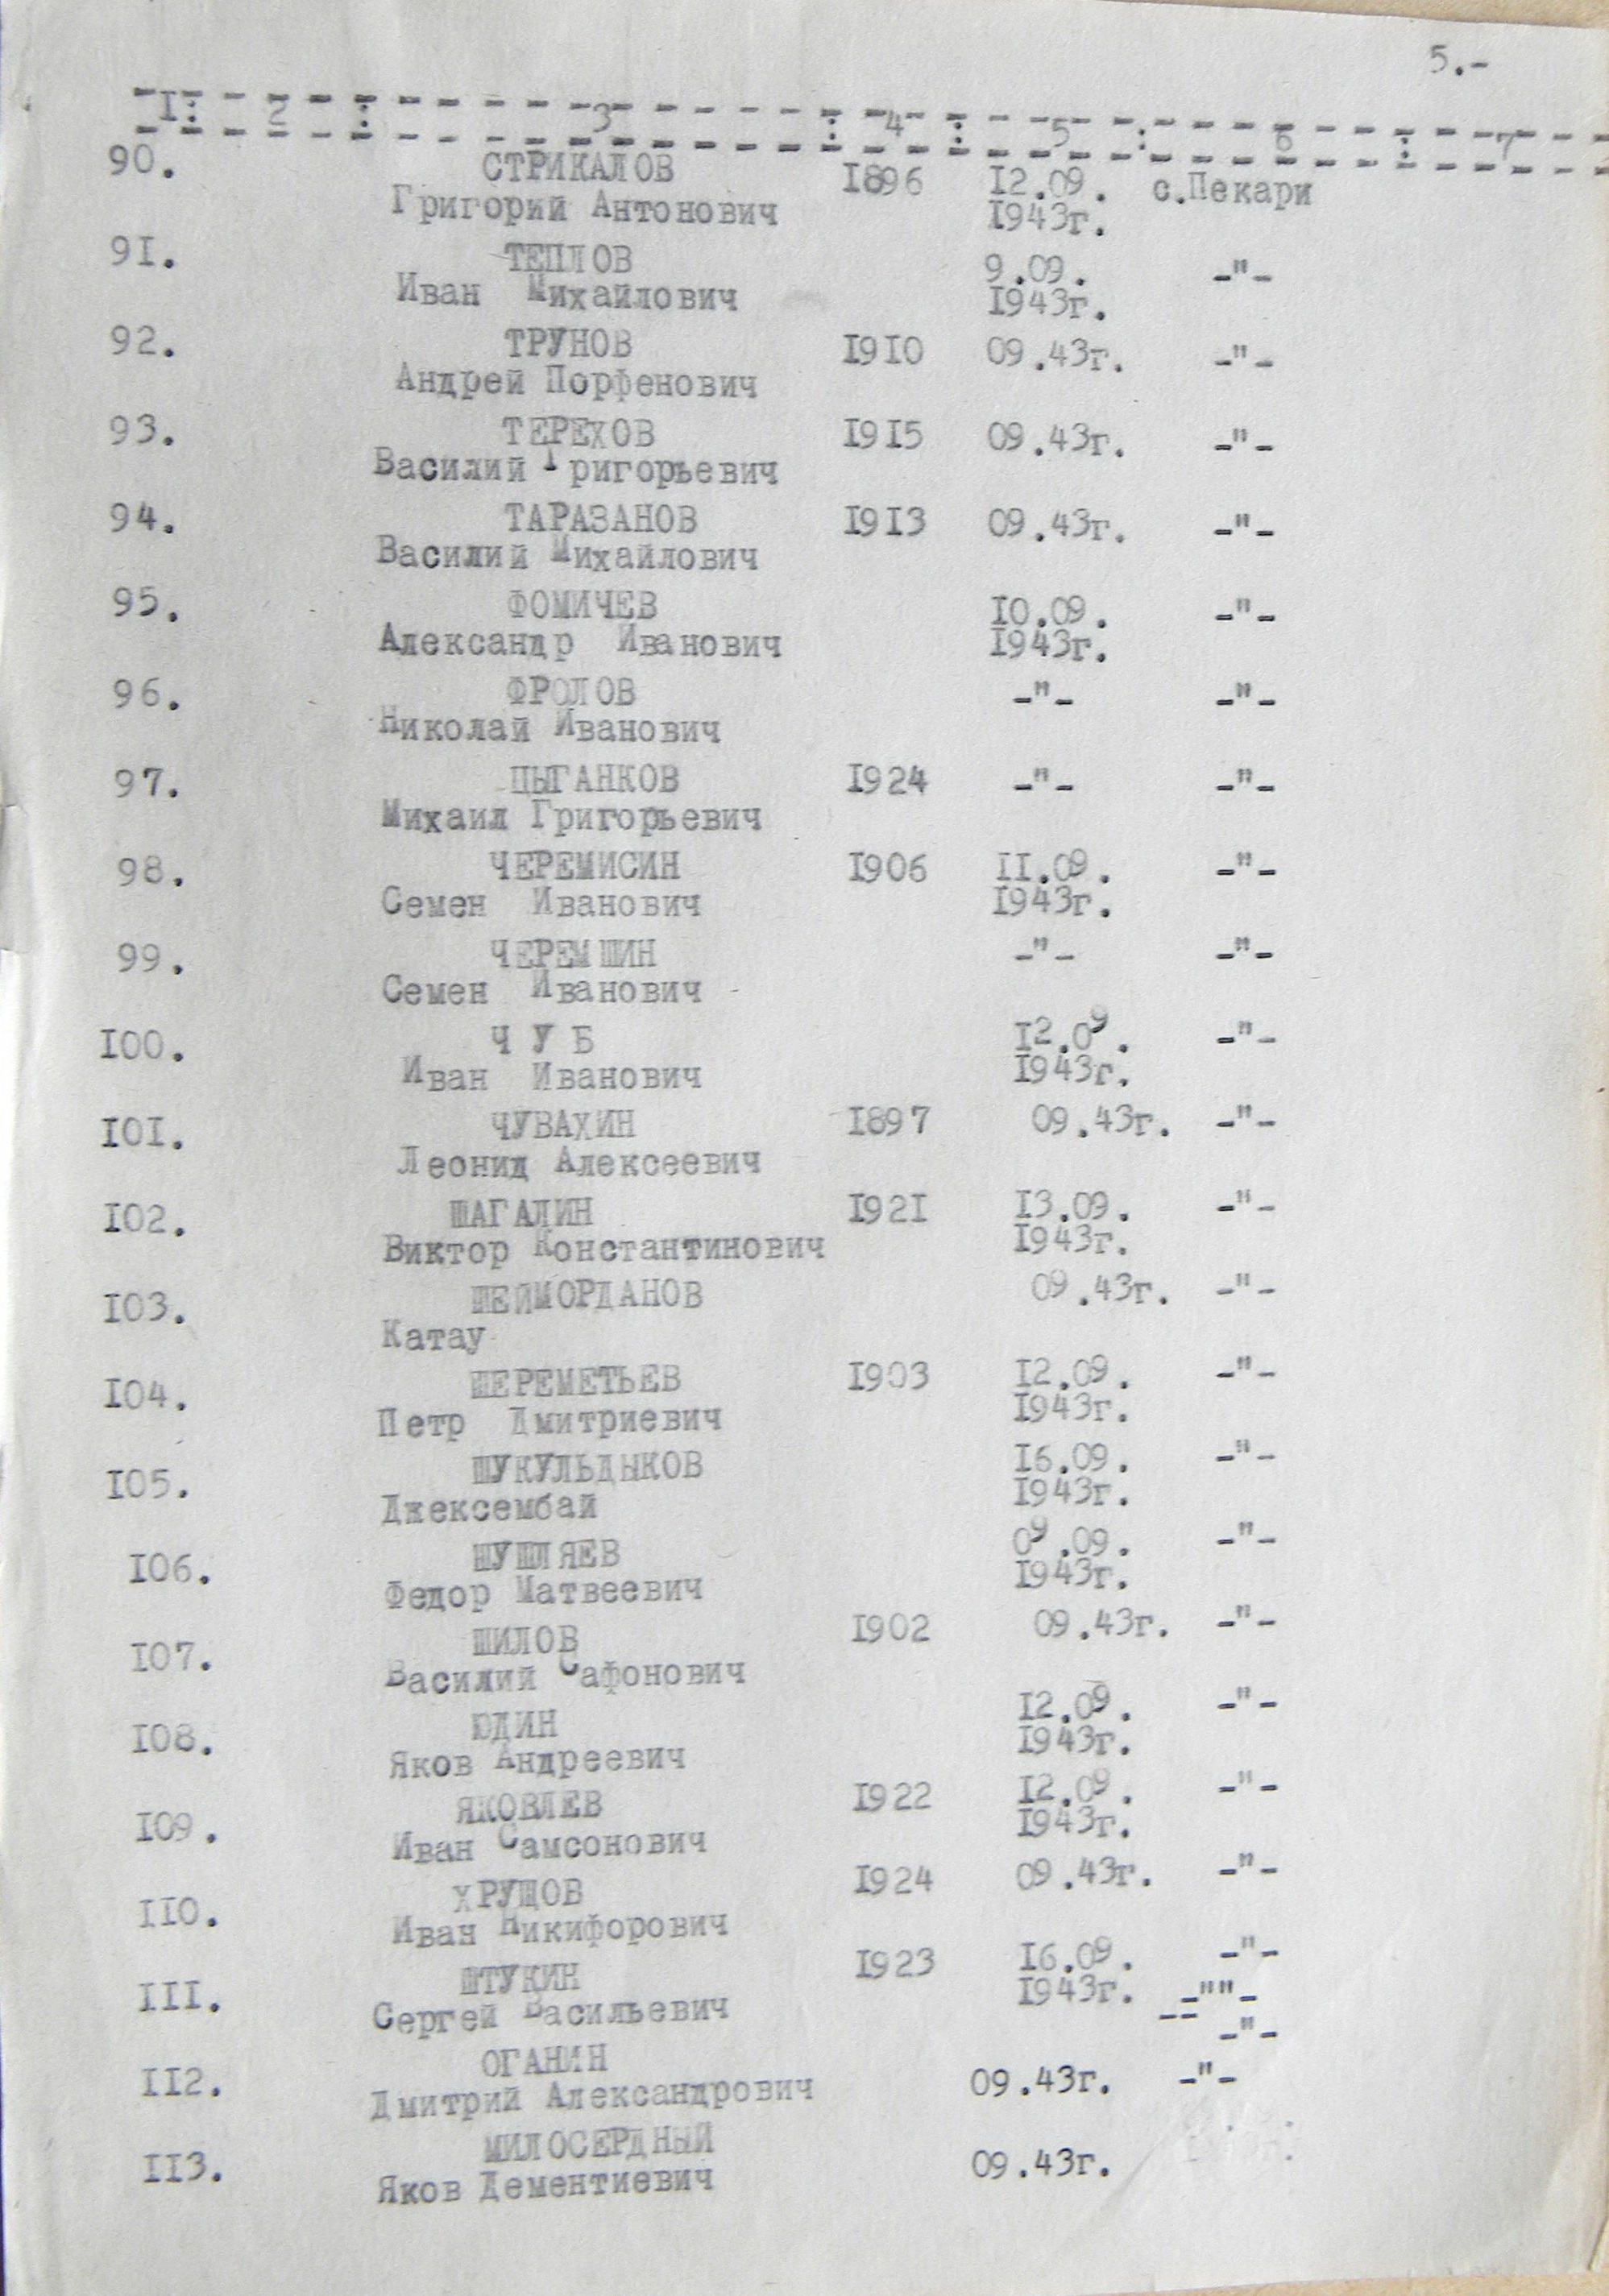 5.-
I : 2 : 3 : 4 : 5 : 6 : 7
90. СТРИКАЛОВ 1896 12.09. с.Пекари
Григорий Антонович 1943г.
91. ТЕПЛОВ 9.09. -"-
Иван Михайлович 1943г.
92. ТРУНОВ 1910 09.43г. -"-
Андрей Порфенович
93. ТЕРЕХОВ 1915 09.43г. -"-
Василий Григорьевич
94. ТАРАЗАНОВ 1913 09.43г. -"-
Василий Михайлович
95. ФОМИЧЕВ 10.09. -"-
Александр Иванович 1943г.
96. ФРОЛОВ -"- -"-
Николай Иванович
97. ЦЫГАНКОВ 1924 -"- -"-
Михаил Григорьевич
98. ЧЕРЕМИСИН 1906 11.09. -"-
Семен Иванович 1943г.
99. ЧЕРЕМШИН -"- -"-
Семен Иванович
100. Ч У Б 12.09. -"-
Иван Иванович 1943г.
101. ЧУВАХИН 1897 09.43г. -"-
Леонид Алексеевич
102. ШАГАЛИН 1921 13.09. -"-
Виктор Константинович 1943г.
103. ШЕЙМОРДАНОВ 09.43г. -"-
Катау
104. ШЕРЕМЕТЬЕВ 1903 12.09. -"-
Петр Дмитриевич 1943г.
105. ШУКУЛЬДЫКОВ 16.09. -"-
Джексембай 1943г.
106. ШУШЛЯЕВ 09.09. -"-
Федор Матвеевич 1943г.
107. ШИЛОВ 1902 09.43г. -"-
Василий Сафонович
108. ЮДИН 12.09. -"-
Яков Андреевич 1943г.
109. ЯКОВЛЕВ 1922 12.09. -"-
Иван Самсонович 1943г.
110. ХРУЩОВ 1924 09.43г. -"-
Иван Никифорович
111. ШТУКИН 1923 16.09. -"-
Сергей Васильевич 1943г. -""-
-- -"-
112. ОГАНИН 09.43г. -"-
Дмитрий Александрович
113. МИЛОСЕРДНЫЙ 09.43г.
Яков Дементиевич